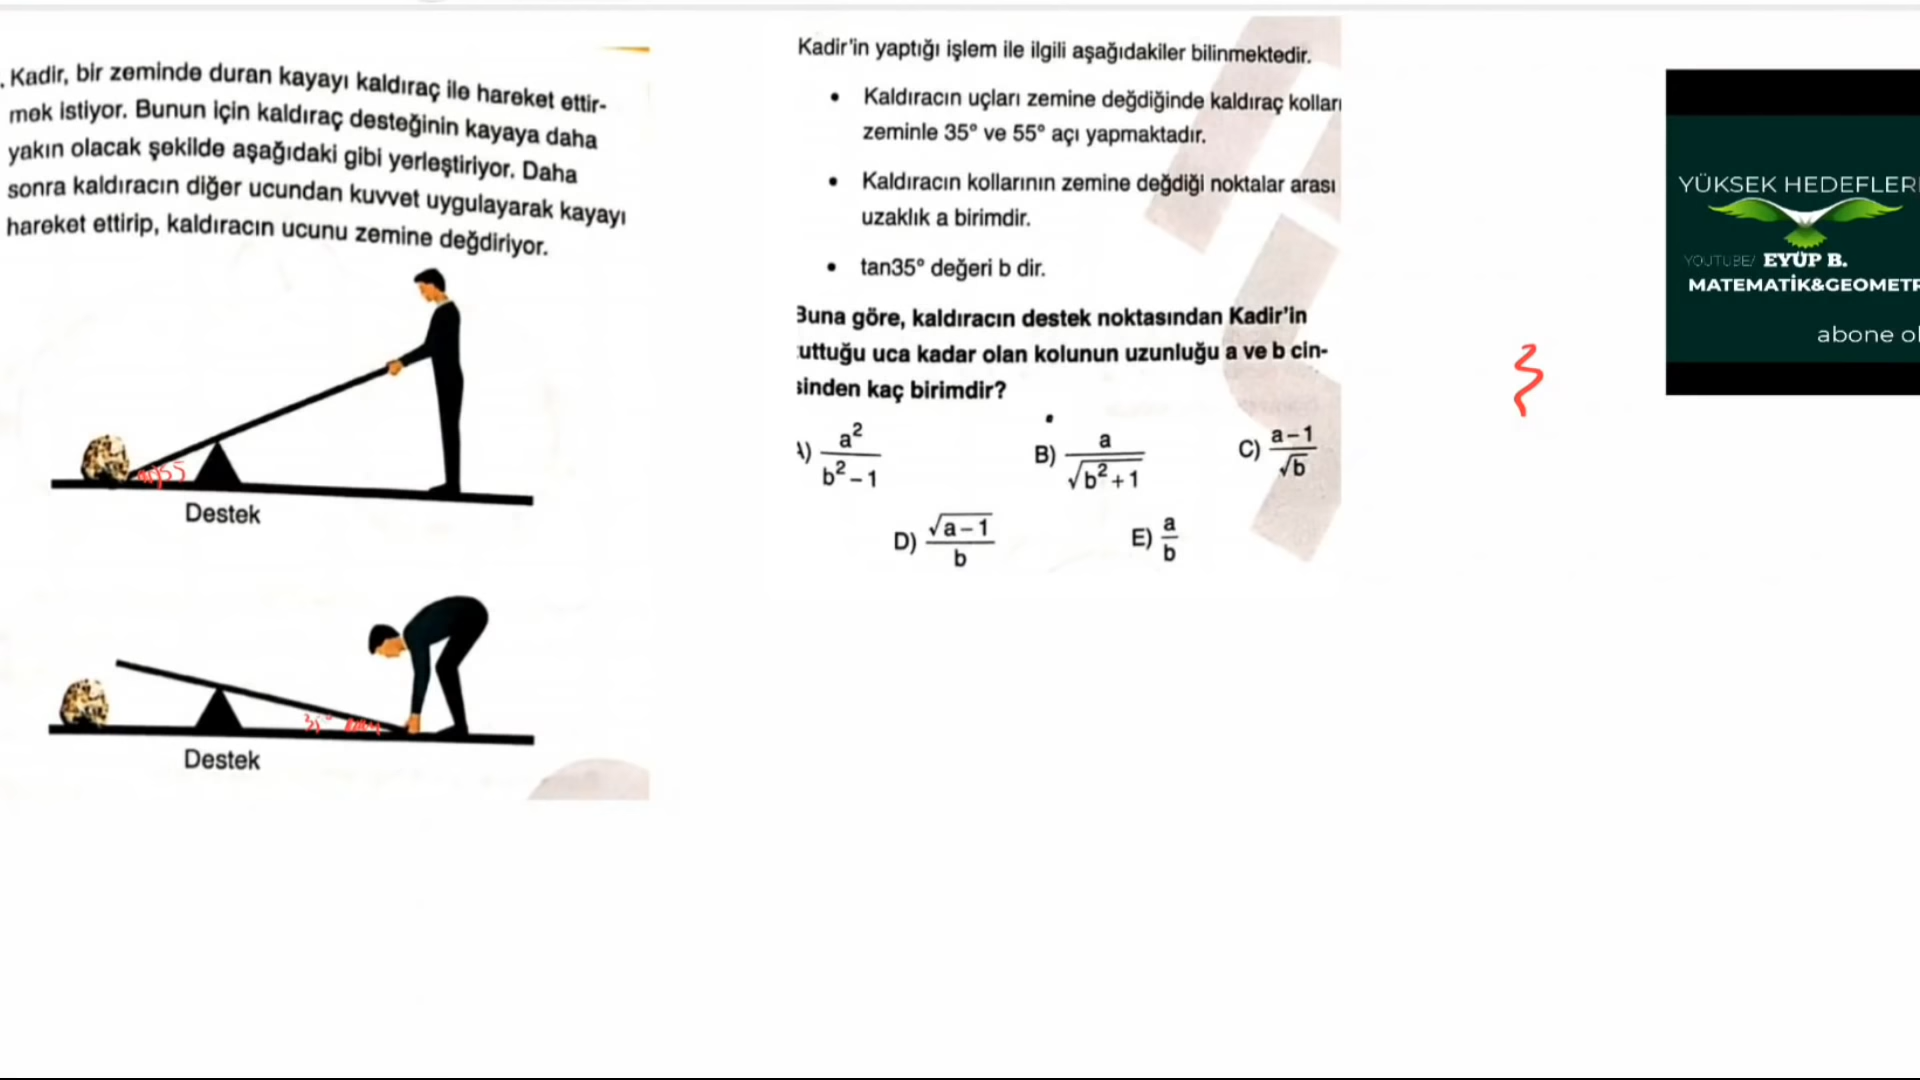 . Kadir, bir zeminde duran kayayı kaldıraç ile hareket ettir-
mek istiyor. Bunun için kaldıraç desteğinin kayaya daha
yakın olacak şekilde aşağıdaki gibi yerleştiriyor. Daha
sonra kaldıracın diğer ucundan kuvvet uygulayarak kayayı
hareket ettirip, kaldıracın ucunu zemine değdiriyor.
55
Destek
35°
Destek
Kadir'in yaptığı işlem ile ilgili aşağıdakiler bilinmektedir.
• Kaldıracın uçları zemine değdiğinde kaldıraç kolları
zeminle 35° ve 55° açı yapmaktadır.
• Kaldıracın kollarının zemine değdiği noktalar arası
uzaklık a birimdir.
• tan35° değeri b dir.
Buna göre, kaldıracın destek noktasından Kadir'in
tuttuğu uca kadar olan kolunun uzunluğu a ve b cin-
sinden kaç birimdir?
A) a²/(b² – 1) B) a/√(b² + 1) C) (a – 1)/√b
D) √(a – 1)/b E) a/b
YÜKSEK HEDEFLER
YOUTUBE/ EYÜP B.
MATEMATİK&GEOMETR
abone ol